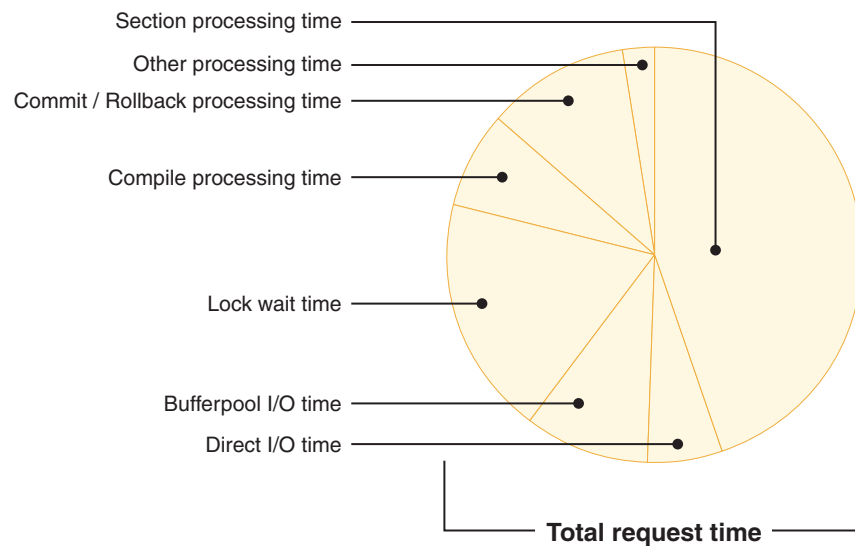 Section processing time
Other processing time
Commit / Rollback processing time
Compile processing time
Lock wait time
Bufferpool I/O time
Direct I/O time
Total request time